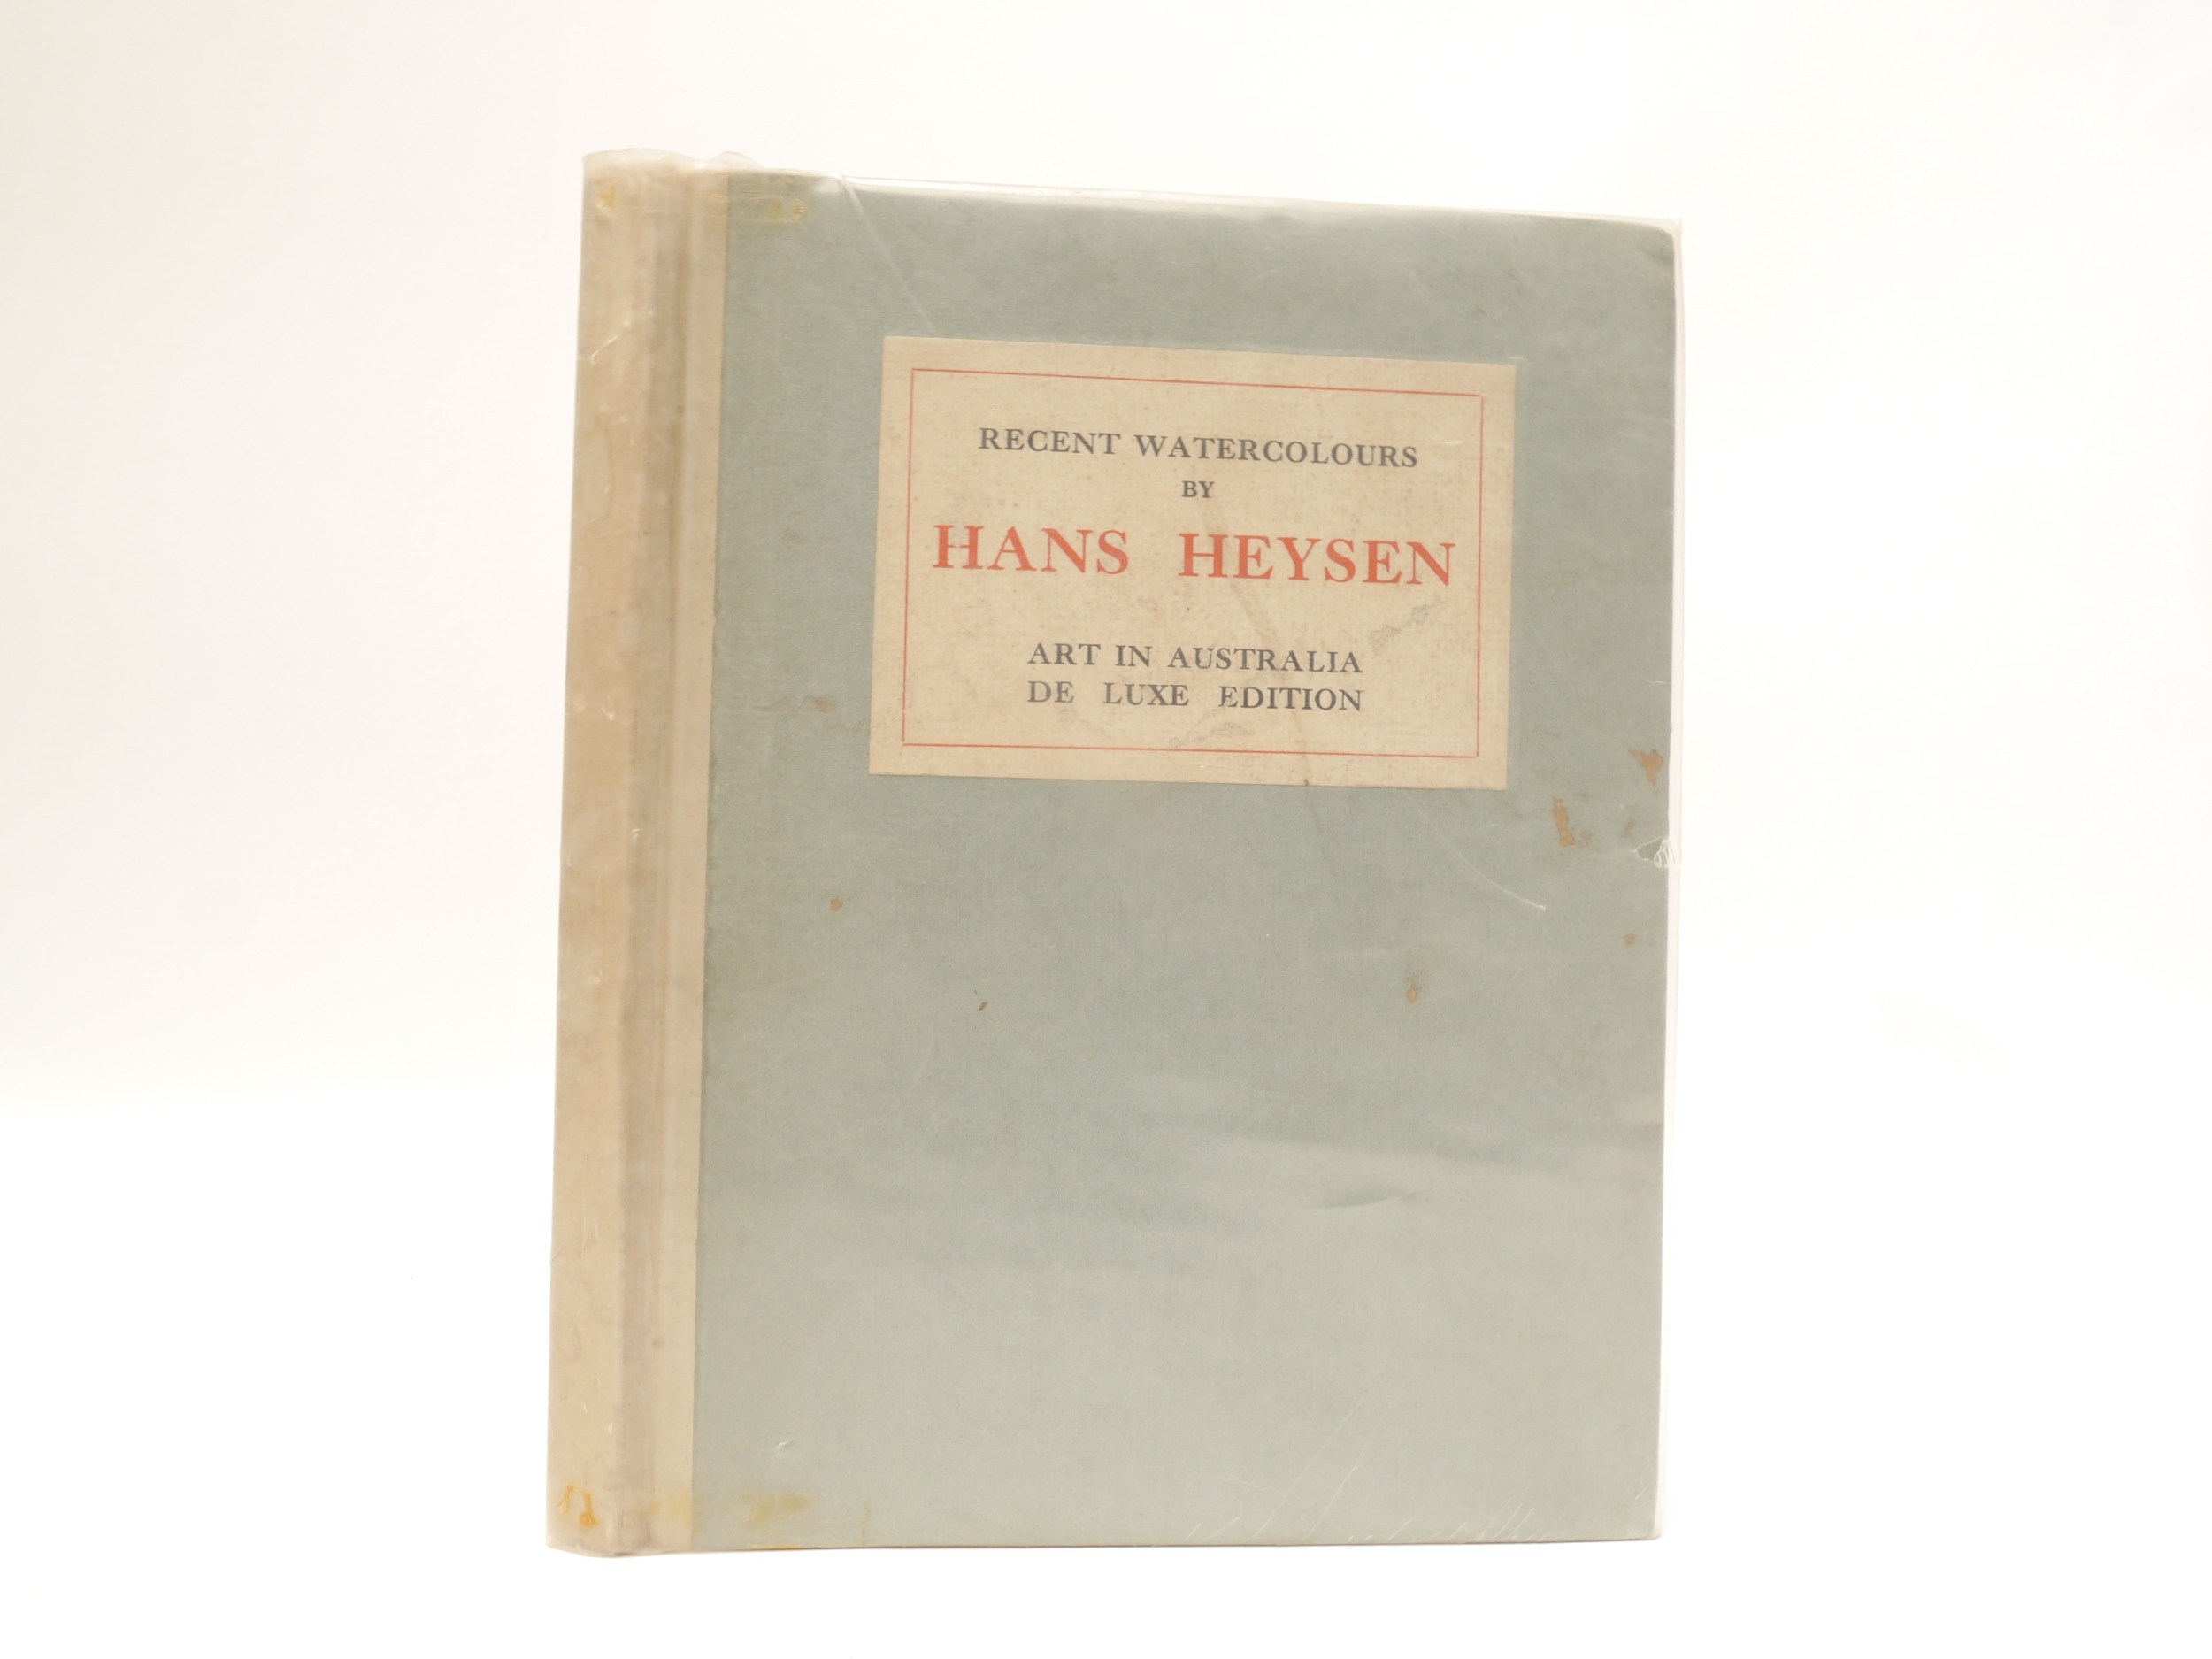 RECENT WATERCOLOURS
BY
HANS HEYSEN
ART IN AUSTRALIA
DE LUXE EDITION